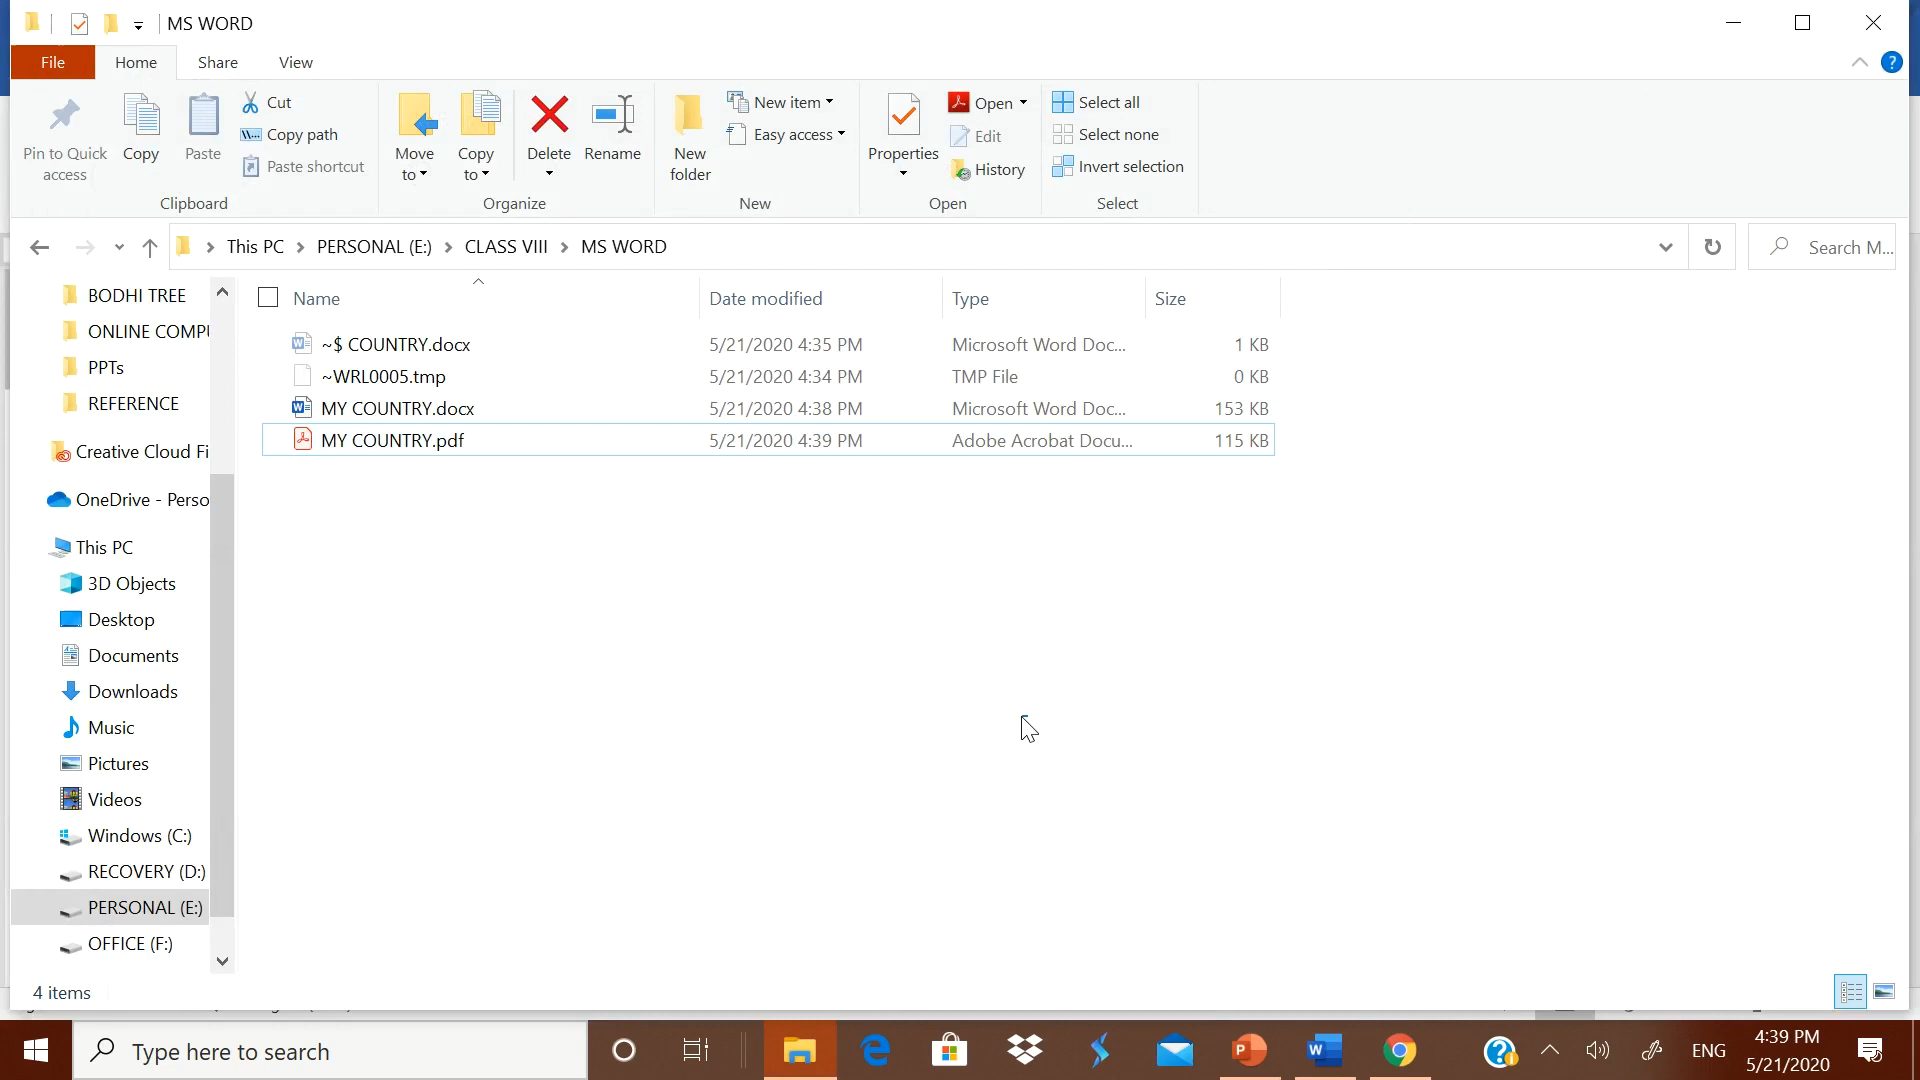 MS WORD
File Home Share View
Pin to Quick access
Copy
Paste
Cut
Copy path
Paste shortcut
Clipboard
Move to
Copy to
Delete
Rename
Organize
New folder
New item
Easy access
New
Properties
Open
Edit
History
Open
Select all
Select none
Invert selection
Select
This PC PERSONAL (E:) CLASS VIII MS WORD
Search M...
BODHI TREE
ONLINE COMPU
PPTs
REFERENCE
Creative Cloud Fi
OneDrive - Perso
This PC
3D Objects
Desktop
Documents
Downloads
Music
Pictures
Videos
Windows (C:)
RECOVERY (D:)
PERSONAL (E:)
OFFICE (F:)
Name Date modified Type Size
~$ COUNTRY.docx 5/21/2020 4:35 PM Microsoft Word Doc... 1 KB
~WRL0005.tmp 5/21/2020 4:34 PM TMP File 0 KB
MY COUNTRY.docx 5/21/2020 4:38 PM Microsoft Word Doc... 153 KB
MY COUNTRY.pdf 5/21/2020 4:39 PM Adobe Acrobat Docu... 115 KB
4 items
Type here to search
ENG
4:39 PM
5/21/2020